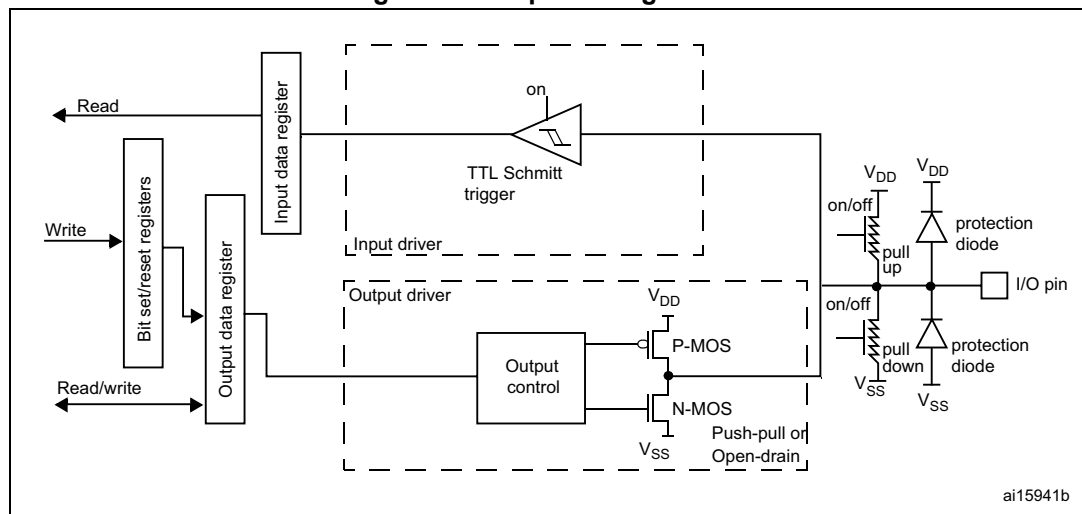 Read
Input data register
on
TTL Schmitt
trigger
Input driver
Write
Bit set/reset registers
Output data register
Read/write
Output driver
VDD
P-MOS
Output
control
N-MOS
VSS
Push-pull or
Open-drain
VDD
on/off
pull
up
VDD
protection
diode
I/O pin
on/off
pull
down
VSS
protection
diode
VSS
ai15941b